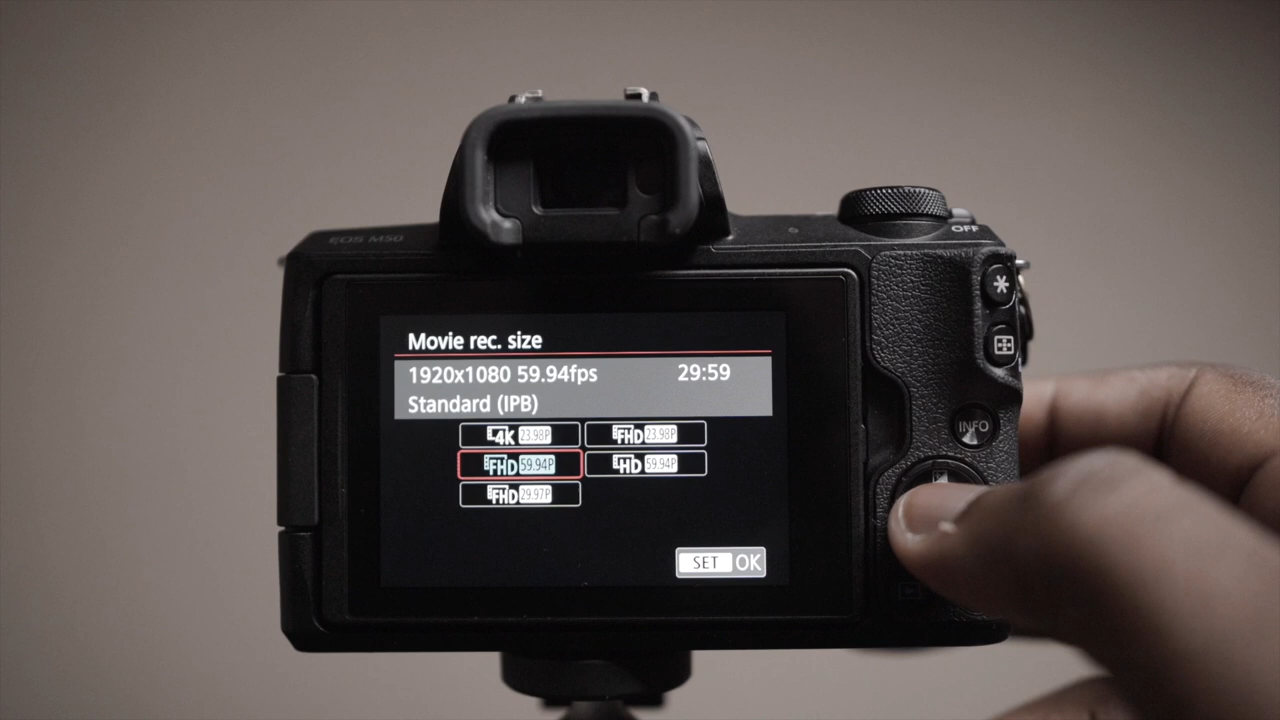 EOS M50
OFF
Movie rec. size
1920x1080 59.94fps 29:59
Standard (IPB)
4K 23.98P FHD 23.98P
FHD 59.94P HD 59.94P
FHD 29.97P
SET OK
INFO